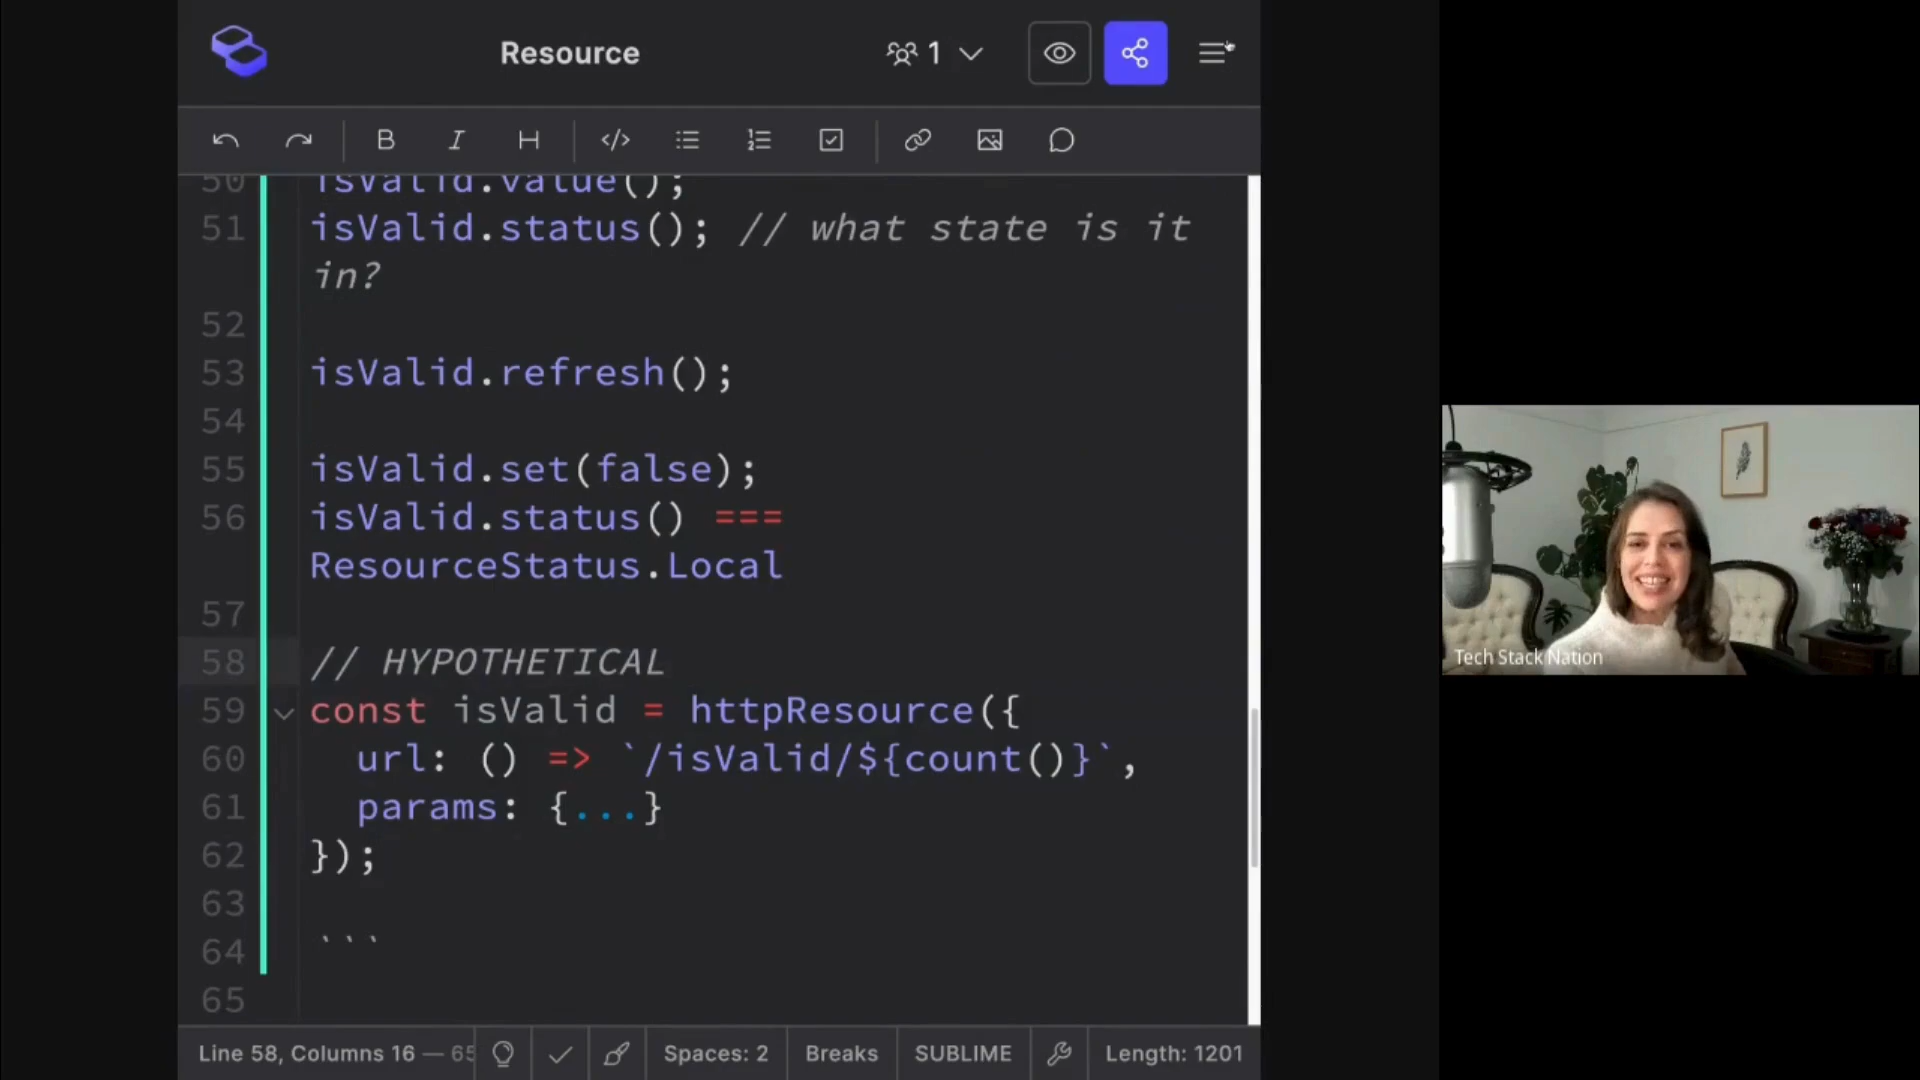 Resource
1
50 isValid.value();
51 isValid.status(); // what state is it
in?
52
53 isValid.refresh();
54
55 isValid.set(false);
56 isValid.status() ===
ResourceStatus.Local
57
58 // HYPOTHETICAL
59 const isValid = httpResource({
60 url: () => `/isValid/${count()}`,
61 params: {...}
62 });
63
64 ```
65
Line 58, Columns 16 — 65
Spaces: 2
Breaks
SUBLIME
Length: 1201
Tech Stack Nation